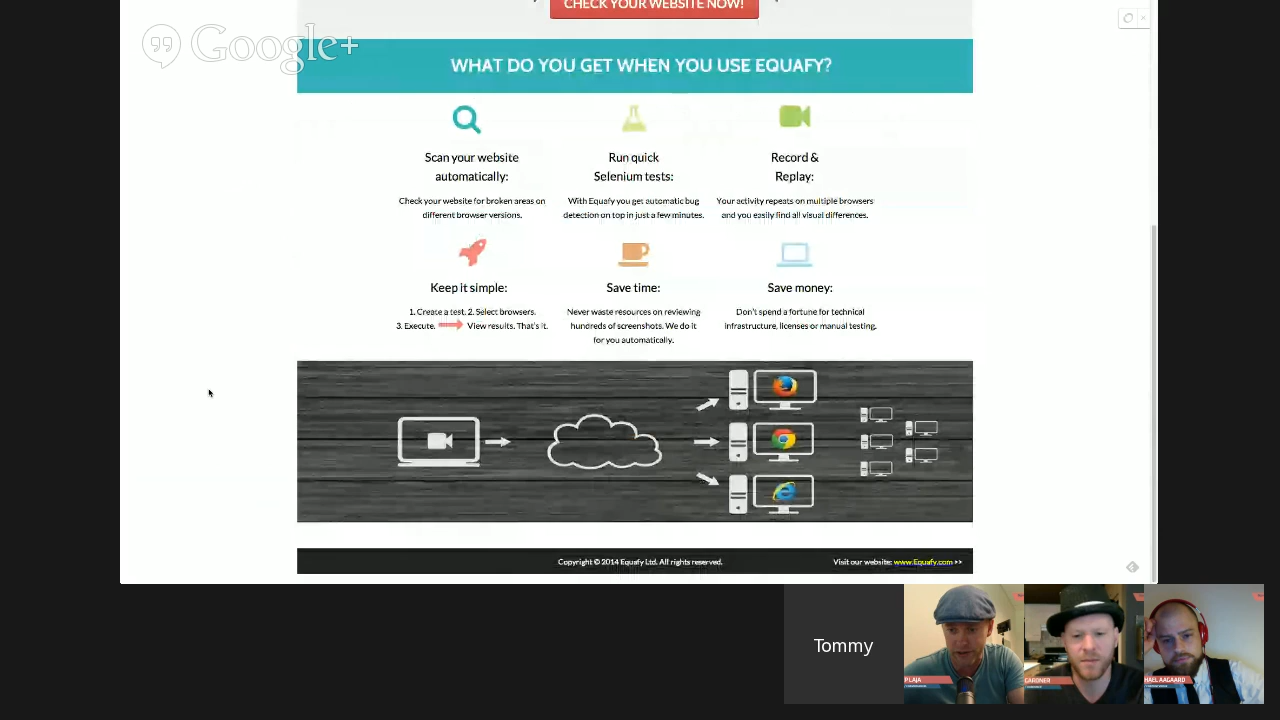 CHECK YOUR WEBSITE NOW!
Google+
WHAT DO YOU GET WHEN YOU USE EQUAFY?
Scan your website
automatically:
Check your website for broken areas on
different browser versions.
Run quick
Selenium tests:
With Equafy you get automatic bug
detection on top in just a few minutes.
Record &
Replay:
Your activity repeats on multiple browsers
and you easily find all visual differences.
Keep it simple:
1. Create a test. 2. Select browsers.
3. Execute. View results. That's it.
Save time:
Never waste resources on reviewing
hundreds of screenshots. We do it
for you automatically.
Save money:
Don't spend a fortune for technical
infrastructure, licenses or manual testing.
Copyright © 2014 Equafy Ltd. All rights reserved.
Visit our website: www.Equafy.com >>
Tommy
P LAJA
GARDNER
HAEL AAGAARD